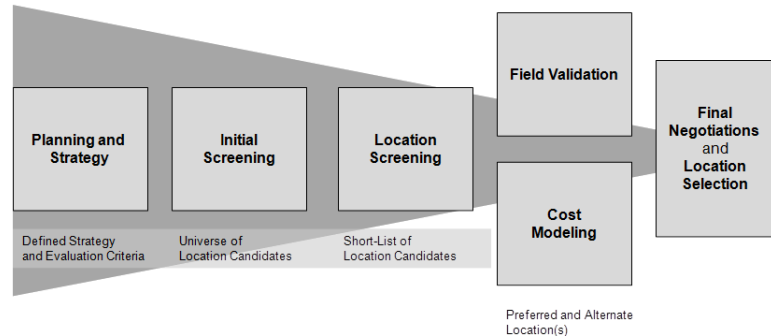 Planning and
Strategy
Initial
Screening
Location
Screening
Field Validation
Cost
Modeling
Final
Negotiations
and
Location
Selection
Defined Strategy
and Evaluation Criteria
Universe of
Location Candidates
Short-List of
Location Candidates
Preferred and Alternate
Location(s)